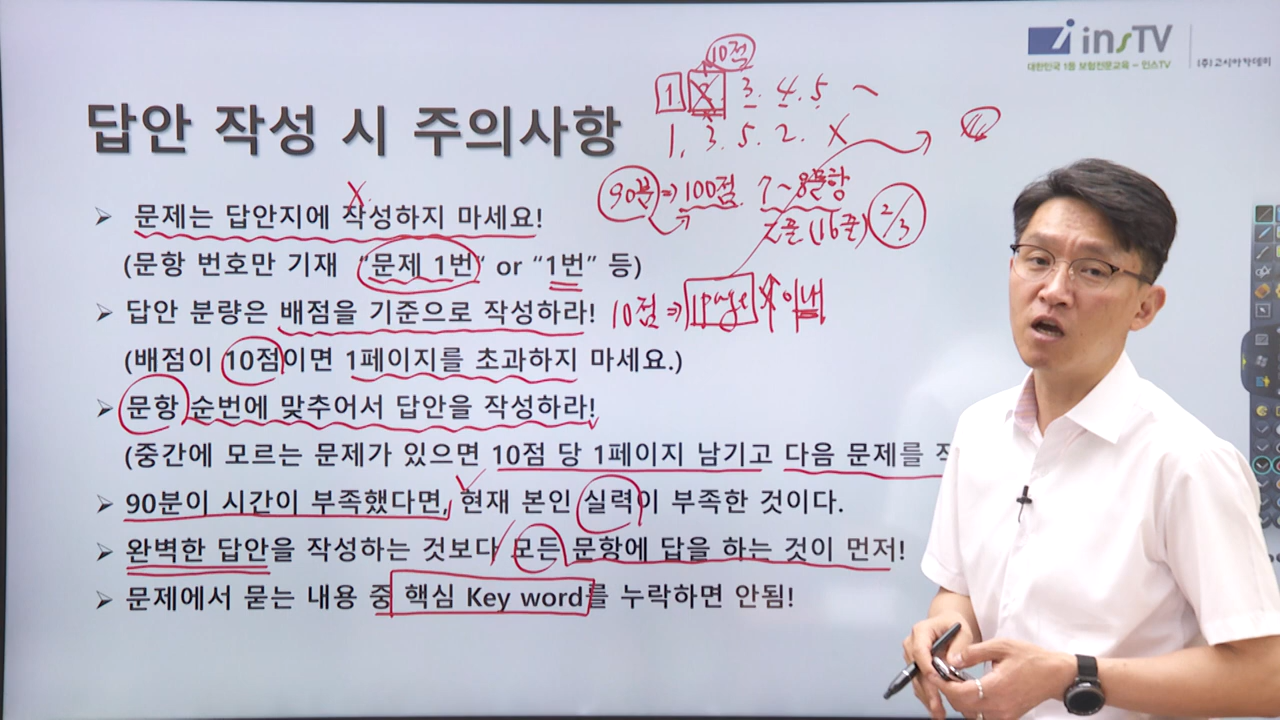 insTV
대한민국 1등 보험전문교육 - 인스TV
(주)고시아카데미
10점
1. 2. 3. 4. 5 ~
1. 3. 5. 2. X
답안 작성 시 주의사항
90분 ⇒ 100점. 7~8문항
줄(16줄) 2/3
➢ 문제는 답안지에 작성하지 마세요!
(문항 번호만 기재 “문제 1번” or “1번” 등)
➢ 답안 분량은 배점을 기준으로 작성하라!
10점 ⇒ 1page 이내
(배점이 10점이면 1페이지를 초과하지 마세요.)
➢ 문항 순번에 맞추어서 답안을 작성하라!
(중간에 모르는 문제가 있으면 10점 당 1페이지 남기고 다음 문제를
➢ 90분이 시간이 부족했다면, 현재 본인 실력이 부족한 것이다.
➢ 완벽한 답안을 작성하는 것보다 모든 문항에 답을 하는 것이 먼저!
➢ 문제에서 묻는 내용 중 핵심 Key word를 누락하면 안됨!